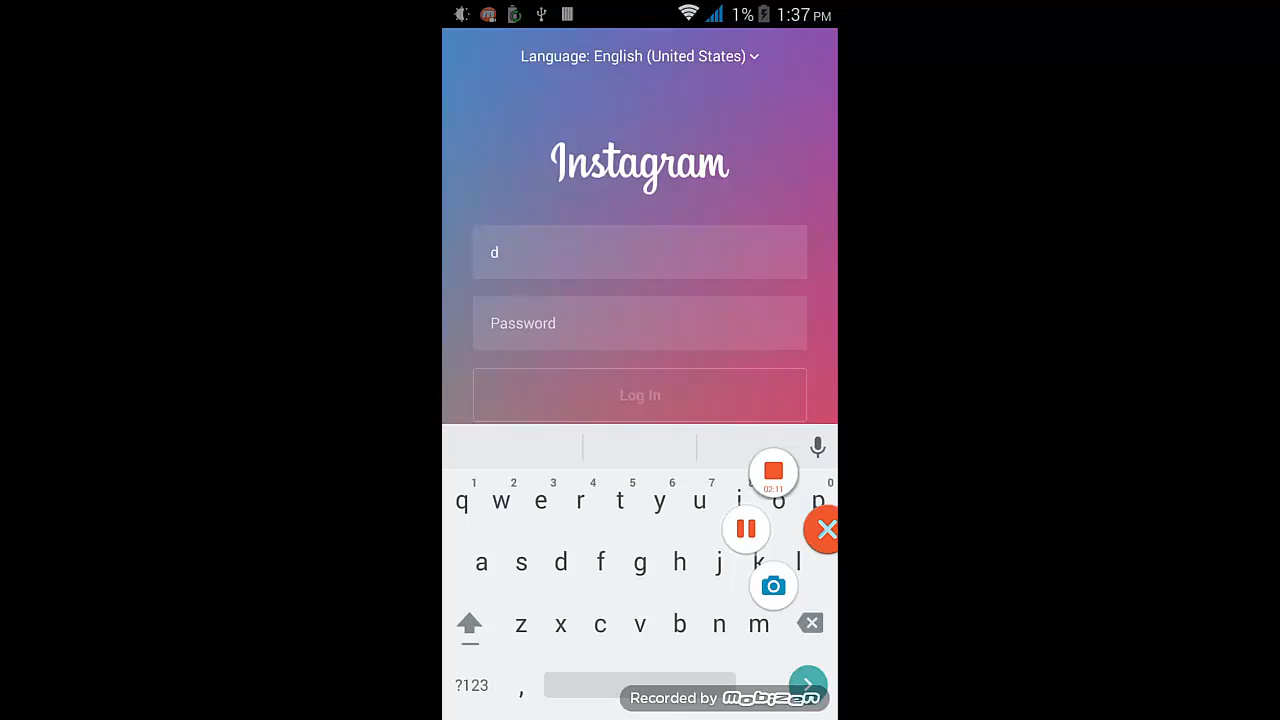 1% 1:37 PM
Language: English (United States)
Instagram
d
Password
Log In
02:11
1 2 3 4 5 6 7 8 0
q w e r t y u i o p
a s d f g h j k l
z x c v b n m
?123 ,
Recorded by mobizen